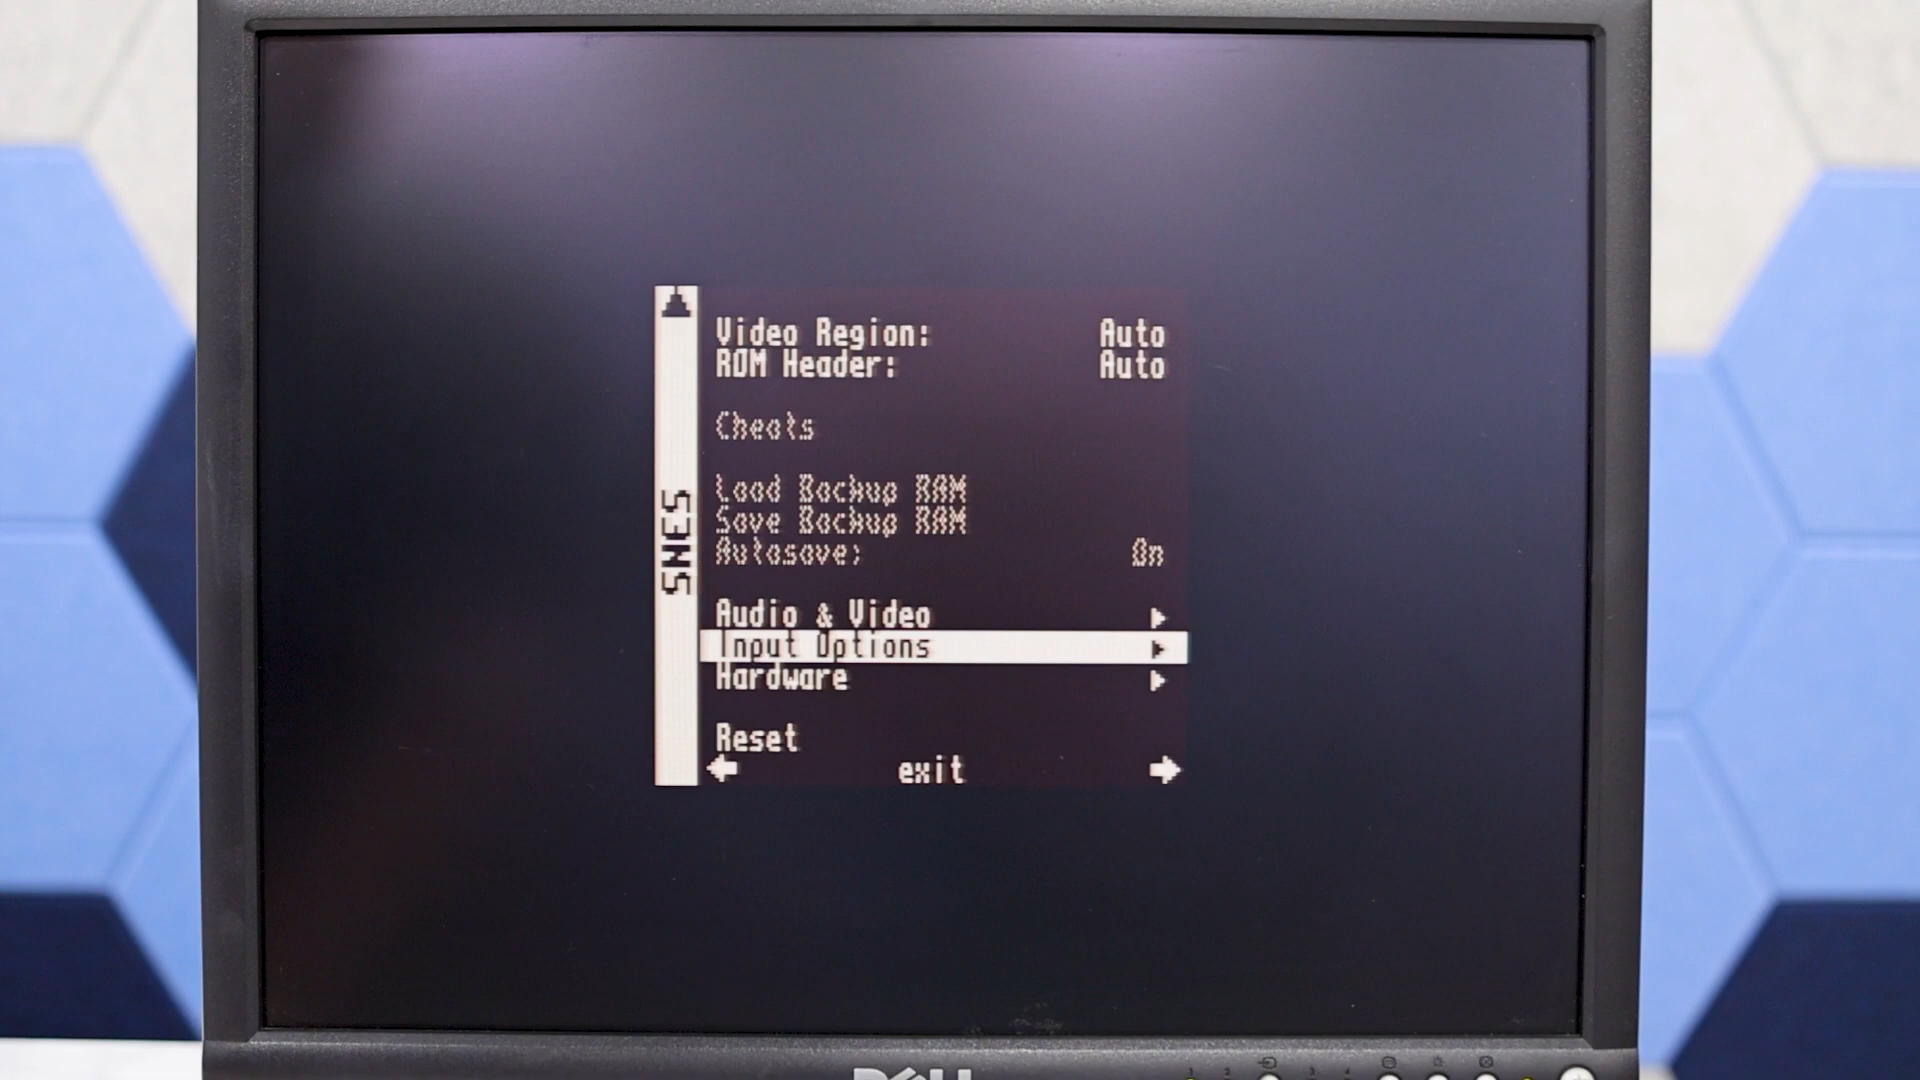 SNES
Video Region: Auto
ROM Header: Auto
Cheats
Load Backup RAM
Save Backup RAM
Autosave: On
Audio & Video
Input Options
Hardware
Reset
exit
DELL